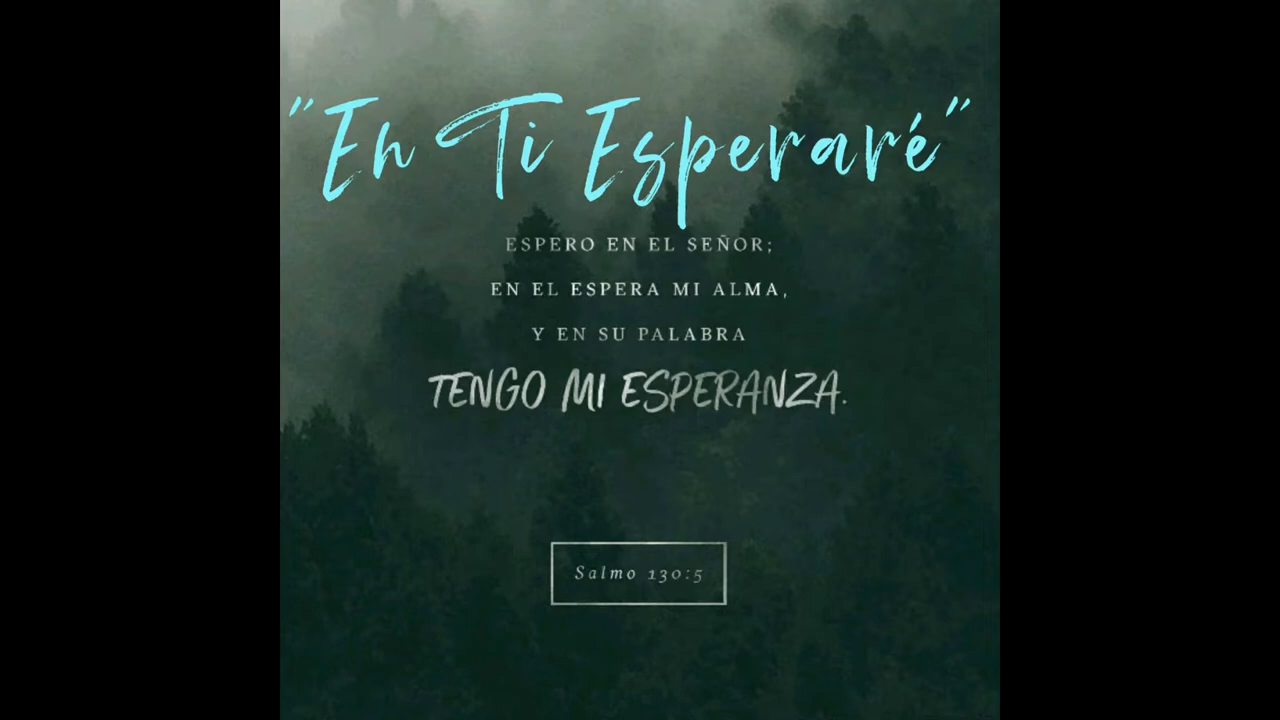 "En Ti Esperaré"
ESPERO EN EL SEÑOR;
EN EL ESPERA MI ALMA,
Y EN SU PALABRA
TENGO MI ESPERANZA.
Salmo 130:5